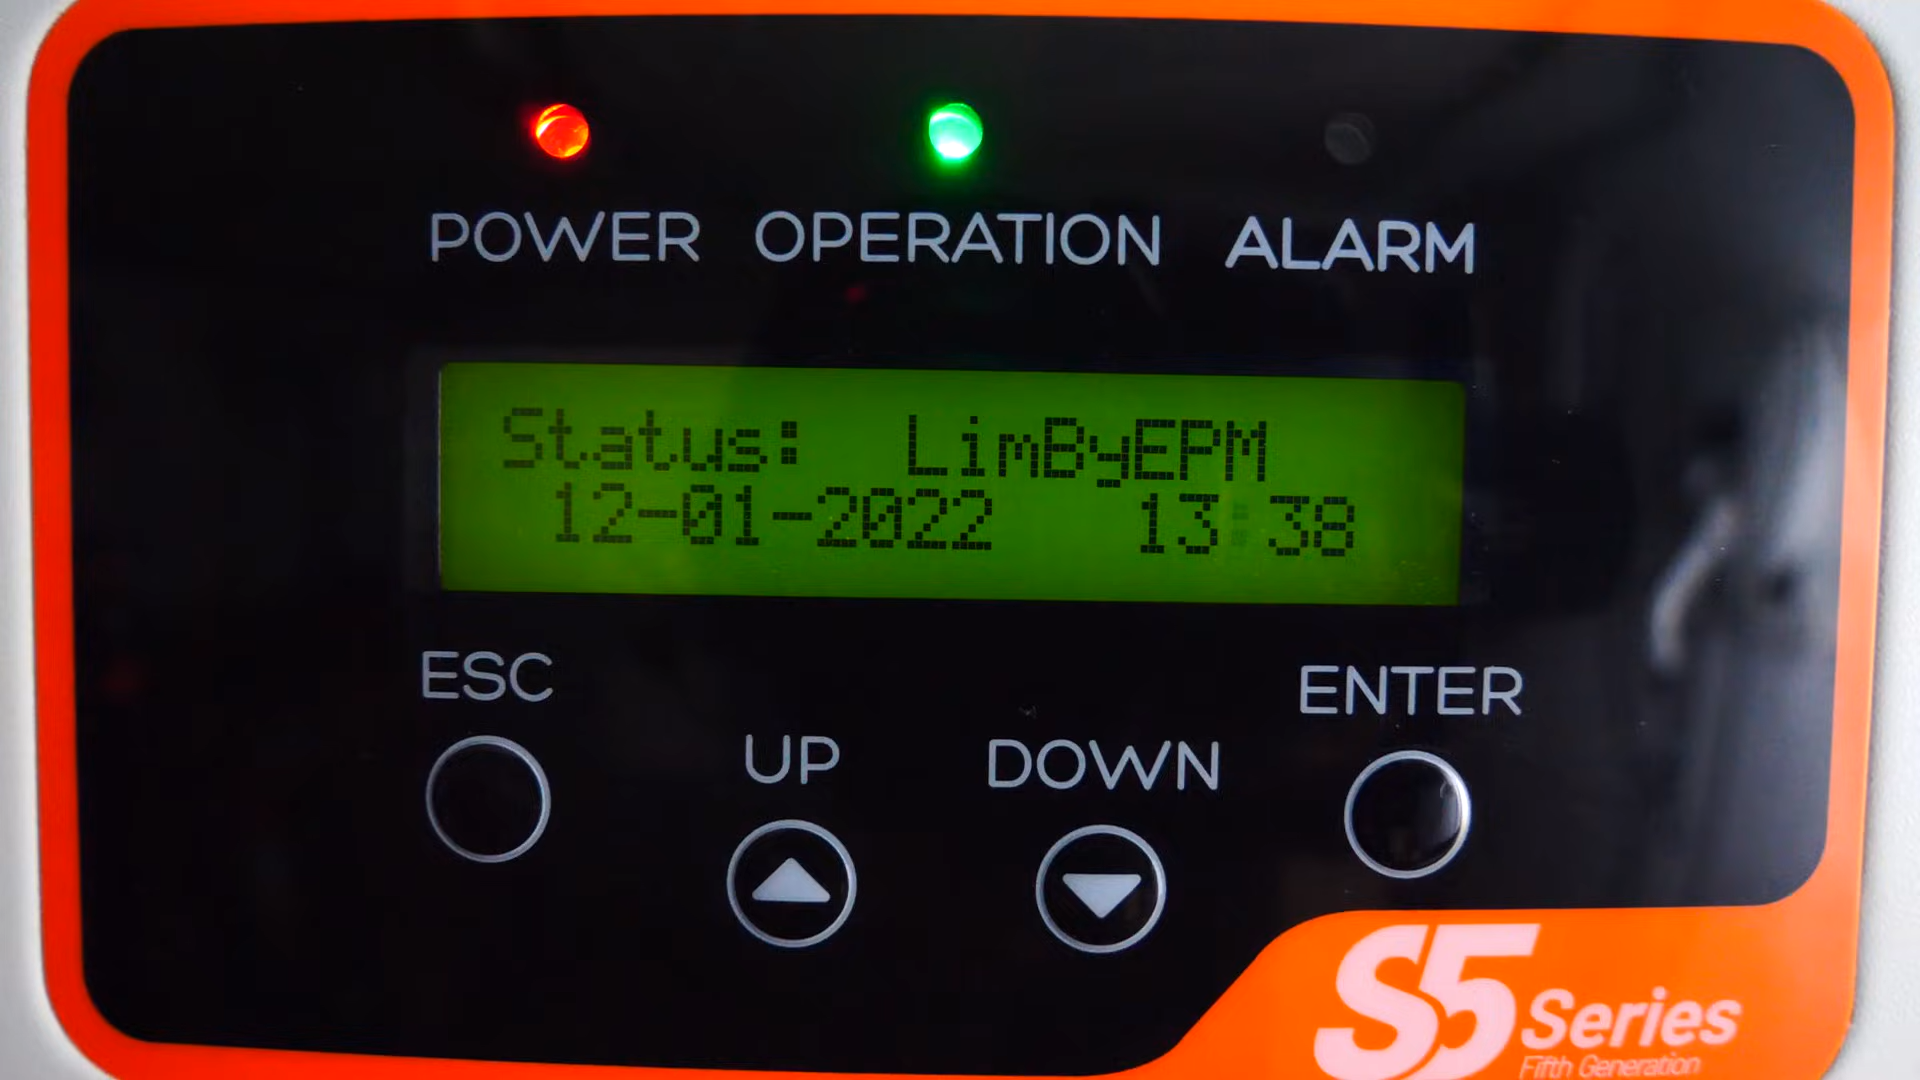 POWER OPERATION ALARM
Status: LimByEPM
12-01-2022 13:38
ESC
ENTER
UP
DOWN
S5 Series
Fifth Generation